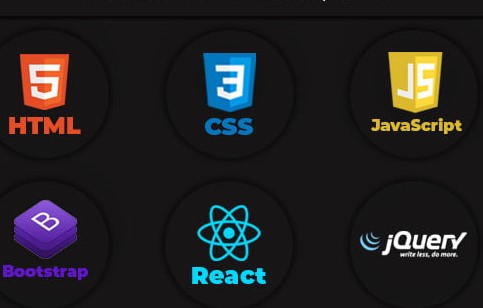 5
3
JS
HTML
CSS
JavaScript
B
jQuery
write less, do more.
Bootstrap
React